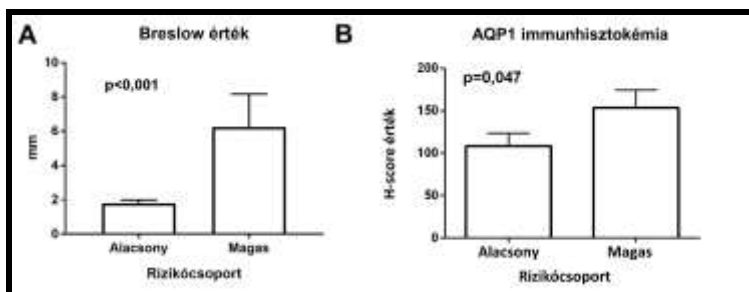 A
Breslow érték
10
8
6
4
2
0
mm
p<0,001
Alacsony Magas
Rizikócsoport
B
AQP1 immunhisztokémia
200
150
100
50
0
H-score érték
p=0,047
Alacsony Magas
Rizikócsoport